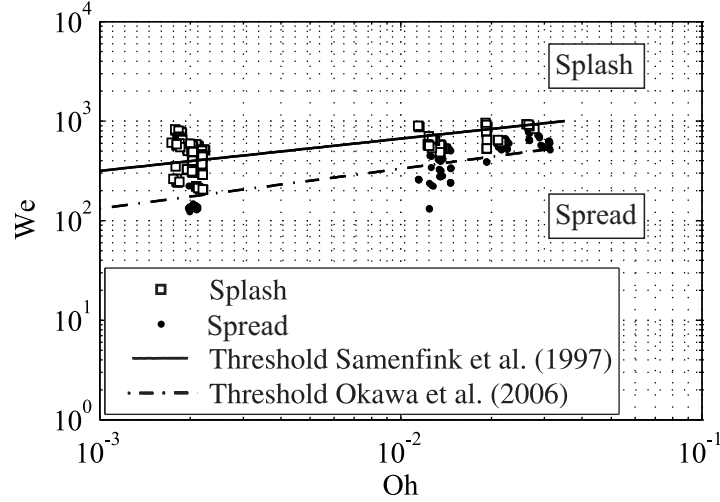 10^4
Splash
10^3
We
10^2
Spread
Splash
Spread
10^1
Threshold Samenfink et al. (1997)
Threshold Okawa et al. (2006)
10^0
10^-3
10^-2
10^-1
Oh